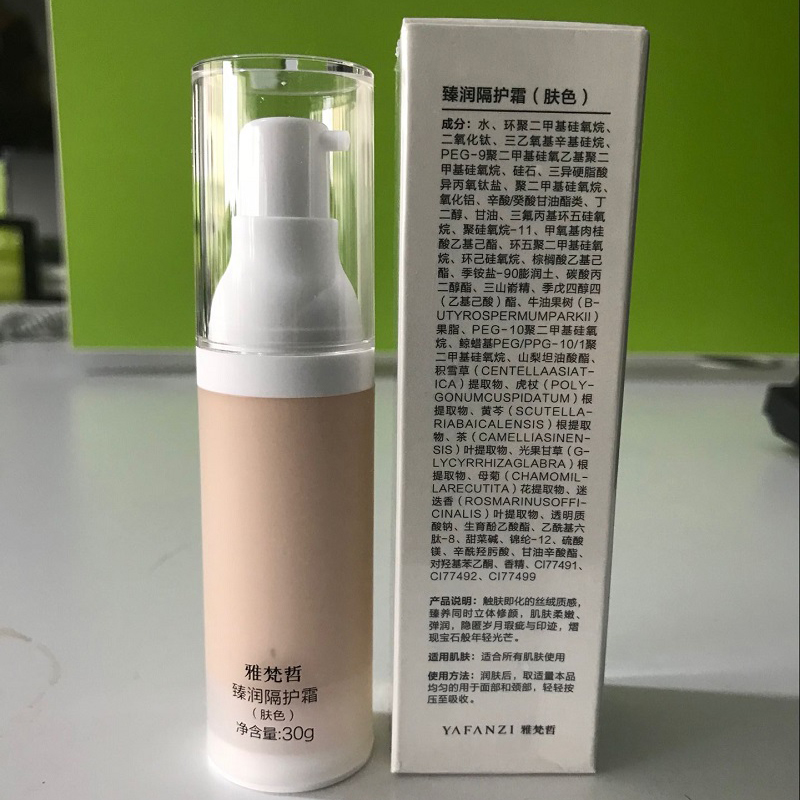 雅梵哲
臻润隔护霜
（肤色）
净含量:30g
臻润隔护霜（肤色）
成分：水、环聚二甲基硅氧烷、
二氧化钛、三乙氧基辛基硅烷、
PEG-9聚二甲基硅氧乙基聚二
甲基硅氧烷、硅石、三异硬脂酸
异丙氧钛盐、聚二甲基硅氧烷、
氧化铝、辛酸/癸酸甘油酯类、丁
二醇、甘油、三氟丙基环五硅氧
烷、聚硅氧烷-11、甲氧基肉桂
酸乙基己酯、环五聚二甲基硅氧
烷、环己硅氧烷、棕榈酸乙基己
酯、季铵盐-90膨润土、碳酸丙
二醇酯、三山嵛精、季戊四醇四
（乙基己酸）酯、牛油果树（B-
UTYROSPERMUMPARKII）
果脂、PEG-10聚二甲基硅氧
烷、鲸蜡基PEG/PPG-10/1聚
二甲基硅氧烷、山梨坦油酸酯、
积雪草（CENTELLAASIAT-
ICA）提取物、虎杖（POLY-
GONUMCUSPIDATUM）根
提取物、黄芩（SCUTELLA-
RIABAICALENSIS）根提取
物、茶（CAMELLIASINEN-
SIS）叶提取物、光果甘草（G-
LYCYRRHIZAGLABRA）根
提取物、母菊（CHAMOMIL-
LARECUTITA）花提取物、迷
迭香（ROSMARINUSOFFI-
CINALIS）叶提取物、透明质
酸钠、生育酚乙酸酯、乙酰基六
肽-8、甜菜碱、锦纶-12、硫酸
镁、辛酰羟肟酸、甘油辛酸酯、
对羟基苯乙酮、香精、CI77491、
CI77492、CI77499
产品说明：触肤即化的丝绒质感，
臻养同时立体修颜，肌肤柔嫩、
弹润，隐匿岁月瑕疵与印迹，熠
现宝石般年轻光芒。
适用肌肤：适合所有肌肤使用
使用方法：润肤后，取适量本品
均匀的用于面部和颈部，轻轻按
压至吸收。
YAFANZI 雅梵哲